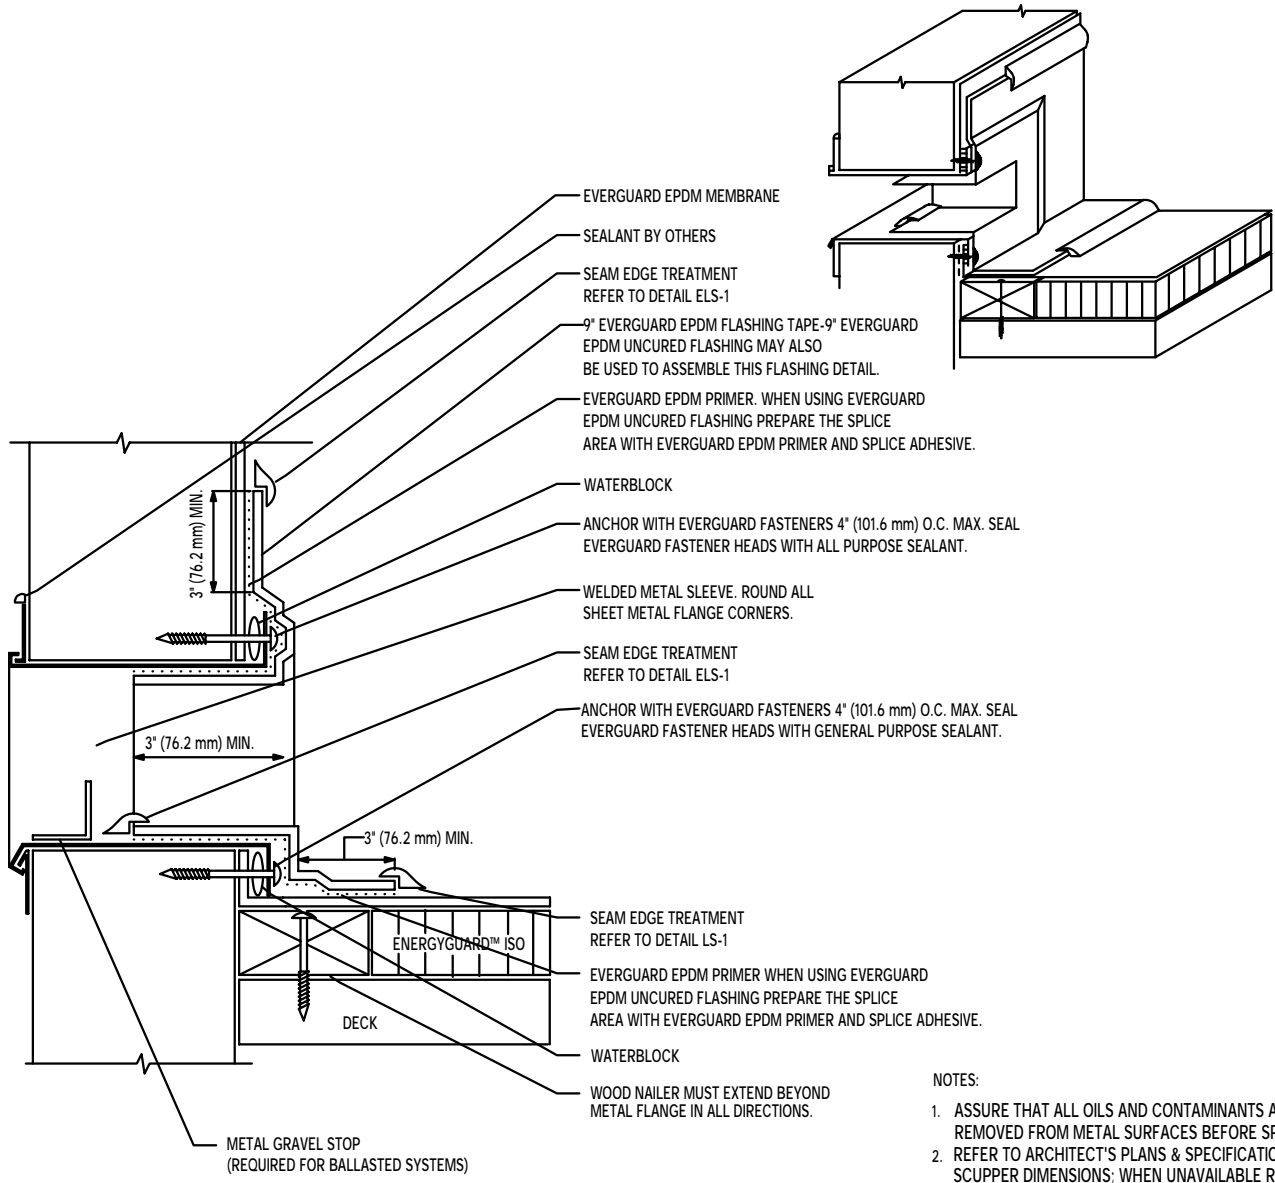 EVERGUARD EPDM MEMBRANE
SEALANT BY OTHERS
SEAM EDGE TREATMENT
REFER TO DETAIL ELS-1
9" EVERGUARD EPDM FLASHING TAPE-9" EVERGUARD
EPDM UNCURED FLASHING MAY ALSO
BE USED TO ASSEMBLE THIS FLASHING DETAIL.
EVERGUARD EPDM PRIMER. WHEN USING EVERGUARD
EPDM UNCURED FLASHING PREPARE THE SPLICE
AREA WITH EVERGUARD EPDM PRIMER AND SPLICE ADHESIVE.
WATERBLOCK
3" (76.2 mm) MIN.
ANCHOR WITH EVERGUARD FASTENERS 4" (101.6 mm) O.C. MAX. SEAL
EVERGUARD FASTENER HEADS WITH ALL PURPOSE SEALANT.
WELDED METAL SLEEVE. ROUND ALL
SHEET METAL FLANGE CORNERS.
SEAM EDGE TREATMENT
REFER TO DETAIL ELS-1
ANCHOR WITH EVERGUARD FASTENERS 4" (101.6 mm) O.C. MAX. SEAL
EVERGUARD FASTENER HEADS WITH GENERAL PURPOSE SEALANT.
3" (76.2 mm) MIN.
3" (76.2 mm) MIN.
SEAM EDGE TREATMENT
REFER TO DETAIL LS-1
ENERGYGUARD™ ISO
EVERGUARD EPDM PRIMER WHEN USING EVERGUARD
EPDM UNCURED FLASHING PREPARE THE SPLICE
AREA WITH EVERGUARD EPDM PRIMER AND SPLICE ADHESIVE.
DECK
WATERBLOCK
WOOD NAILER MUST EXTEND BEYOND
METAL FLANGE IN ALL DIRECTIONS.
METAL GRAVEL STOP
(REQUIRED FOR BALLASTED SYSTEMS)
NOTES:
1. ASSURE THAT ALL OILS AND CONTAMINANTS
REMOVED FROM METAL SURFACES BEFORE
2. REFER TO ARCHITECT'S PLANS &
SCUPPER DIMENSIONS; WHEN UNAVAILABLE